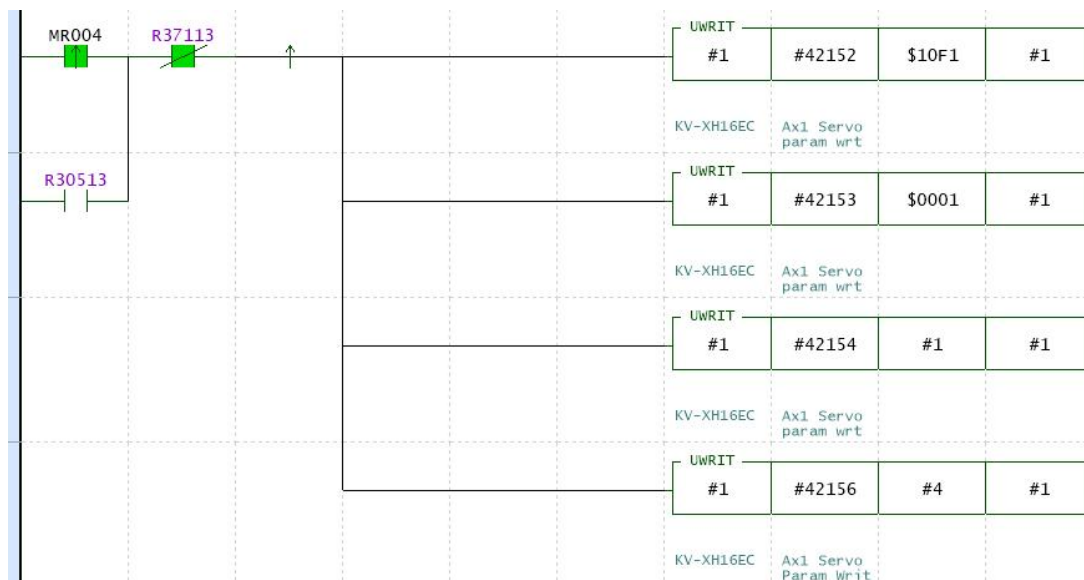 MR004 R37113
UWRIT
#1 #42152 $10F1 #1
KV-XH16EC Ax1 Servo
param wrt
R30513
UWRIT
#1 #42153 $0001 #1
KV-XH16EC Ax1 Servo
param wrt
UWRIT
#1 #42154 #1 #1
KV-XH16EC Ax1 Servo
param wrt
UWRIT
#1 #42156 #4 #1
KV-XH16EC Ax1 Servo
Param Writ